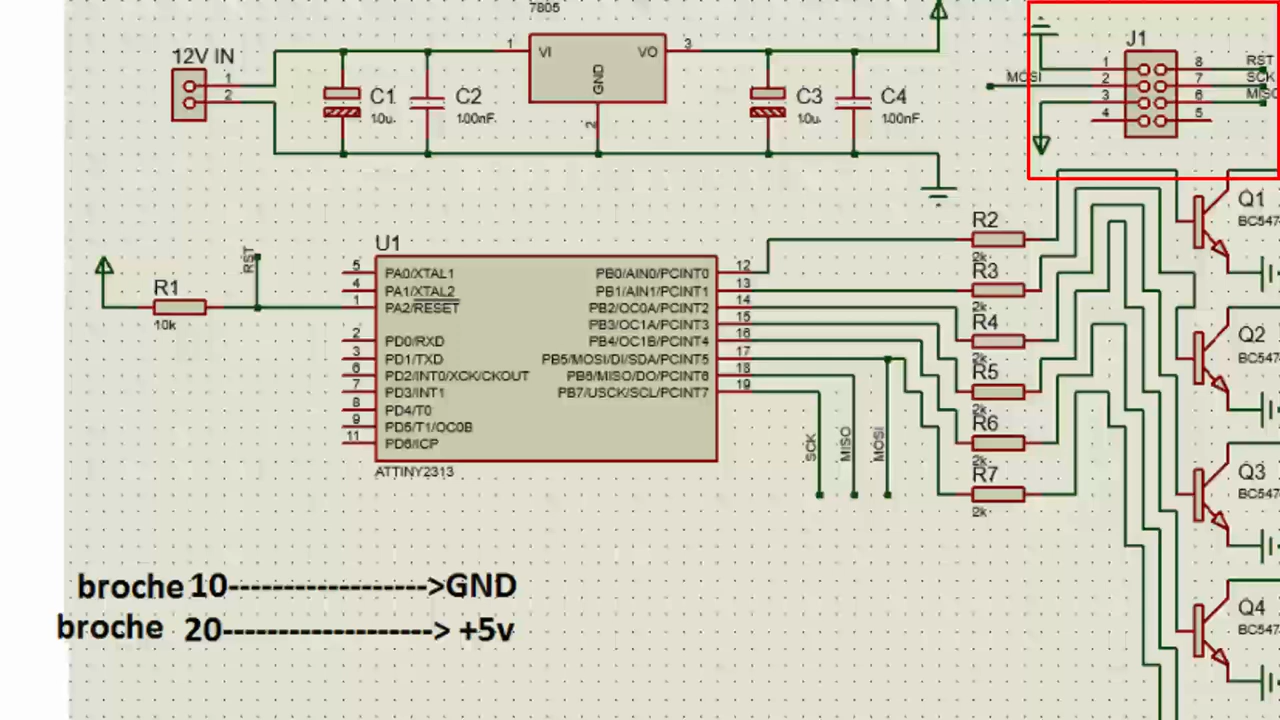 7805
12V IN
1
2
1
VI
VO
3
GND
2
C1
10u
C2
100nF
C3
10u
C4
100nF
J1
1
2
3
4
8
7
6
5
MOSI
RST
SCK
MISO
U1
RST
R1
10k
5
4
1
2
3
6
7
8
9
11
PA0/XTAL1
PA1/XTAL2
PA2/RESET
PD0/RXD
PD1/TXD
PD2/INT0/XCK/CKOUT
PD3/INT1
PD4/T0
PD5/T1/OC0B
PD6/ICP
PB0/AIN0/PCINT0
PB1/AIN1/PCINT1
PB2/OC0A/PCINT2
PB3/OC1A/PCINT3
PB4/OC1B/PCINT4
PB5/MOSI/DI/SDA/PCINT5
PB6/MISO/DO/PCINT6
PB7/USCK/SCL/PCINT7
12
13
14
15
16
17
18
19
ATTINY2313
SCK
MISO
MOSI
R2
2k
R3
2k
R4
2k
R5
2k
R6
2k
R7
2k
Q1
BC547
Q2
BC547
Q3
BC547
Q4
BC547
broche 10----------------->GND
broche 20------------------> +5v